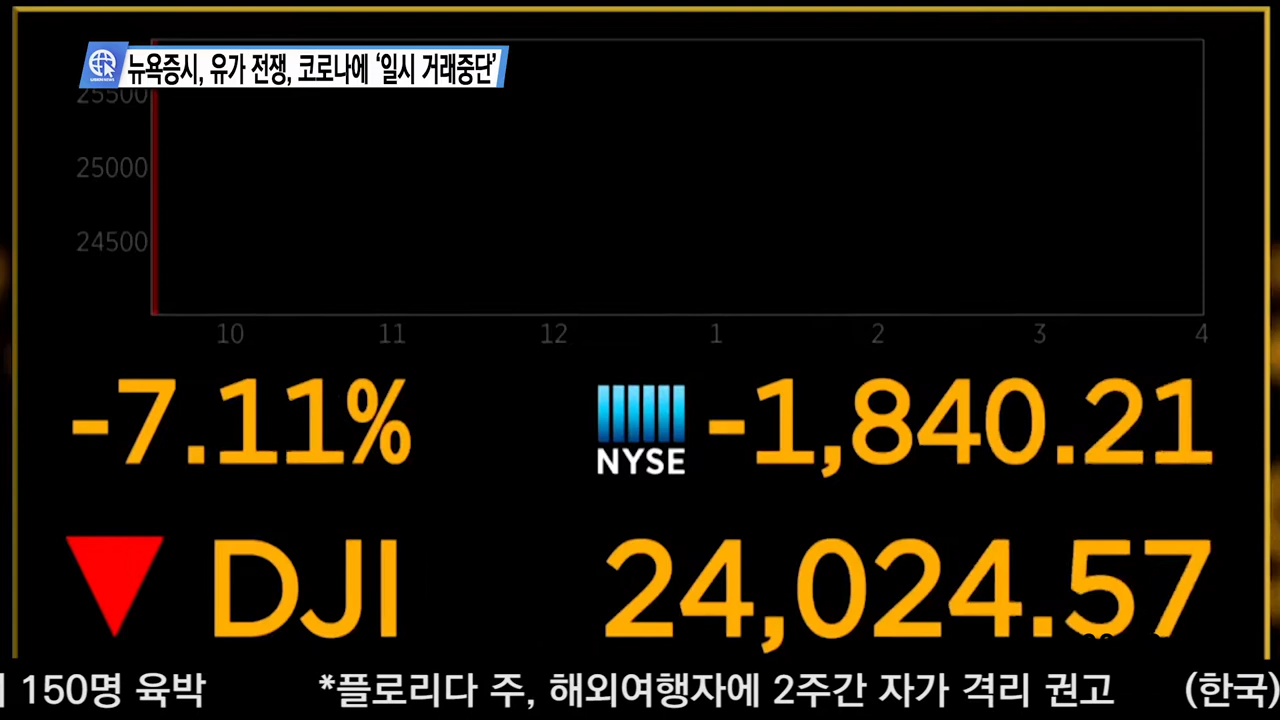 뉴욕증시, 유가 전쟁, 코로나에 ‘일시 거래중단’
25500
25000
24500
10 11 12 1 2 3 4
-7.11% NYSE -1,840.21
DJI 24,024.57
150명 육박 *플로리다 주, 해외여행자에 2주간 자가 격리 권고 (한국)